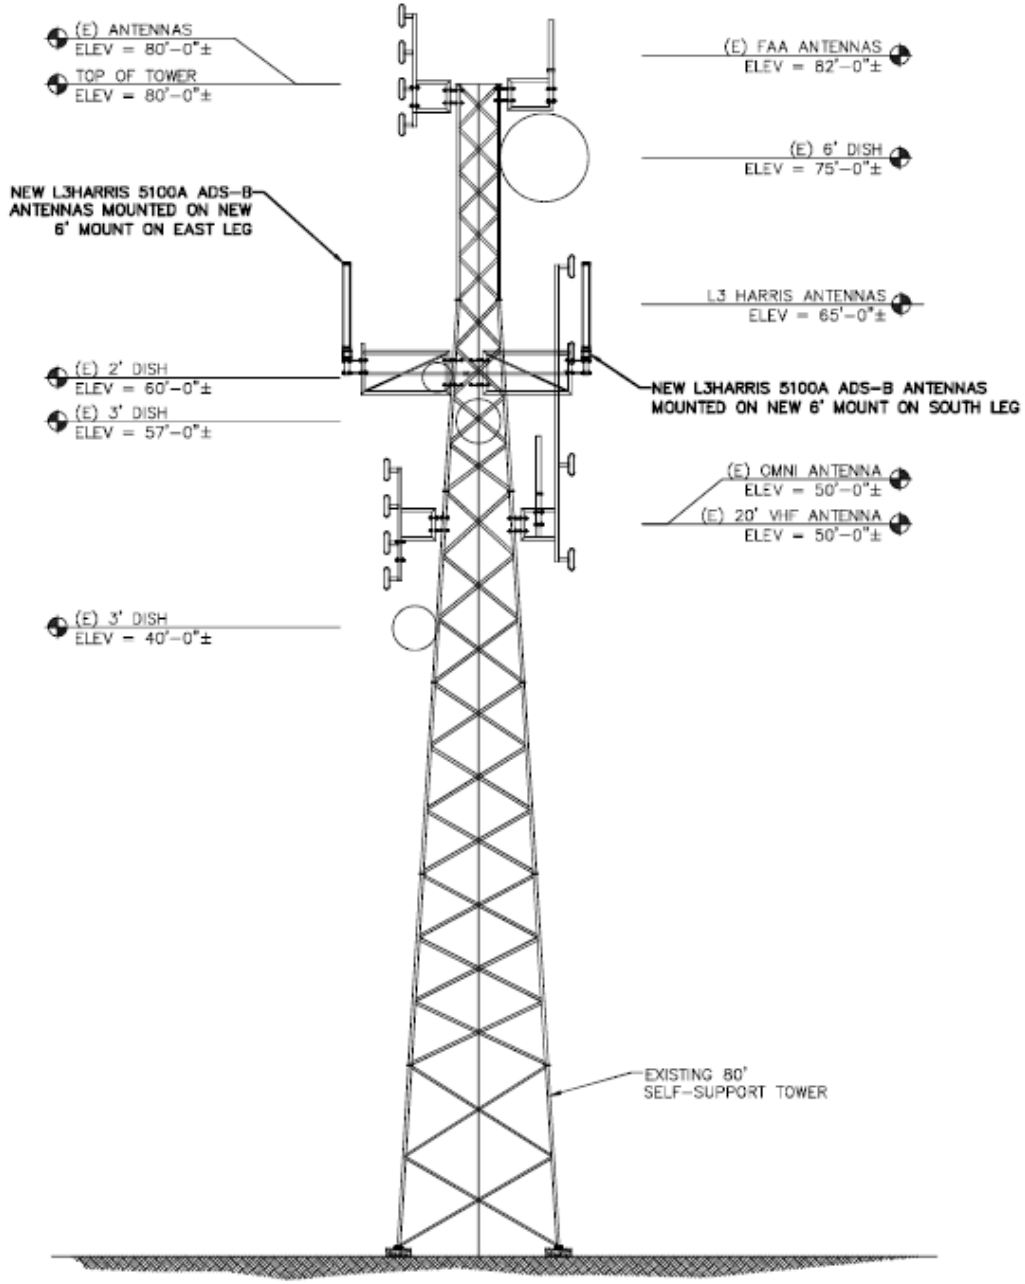 (E) ANTENNAS
ELEV = 80'-0"±
TOP OF TOWER
ELEV = 80'-0"±
NEW L3HARRIS 5100A ADS-B
ANTENNAS MOUNTED ON NEW
6' MOUNT ON EAST LEG
(E) 2' DISH
ELEV = 60'-0"±
(E) 3' DISH
ELEV = 57'-0"±
(E) 3' DISH
ELEV = 40'-0"±
(E) FAA ANTENNAS
ELEV = 82'-0"±
(E) 6' DISH
ELEV = 75'-0"±
L3 HARRIS ANTENNAS
ELEV = 65'-0"±
NEW L3HARRIS 5100A ADS-B ANTENNAS
MOUNTED ON NEW 6' MOUNT ON SOUTH LEG
(E) OMNI ANTENNA
ELEV = 50'-0"±
(E) 20' VHF ANTENNA
ELEV = 50'-0"±
EXISTING 80'
SELF-SUPPORT TOWER